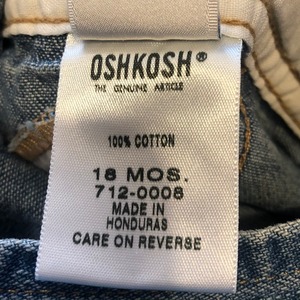 OSHKOSH®
THE GENUINE ARTICLE
100% COTTON
18 MOS.
712-0008
MADE IN
HONDURAS
CARE ON REVERSE